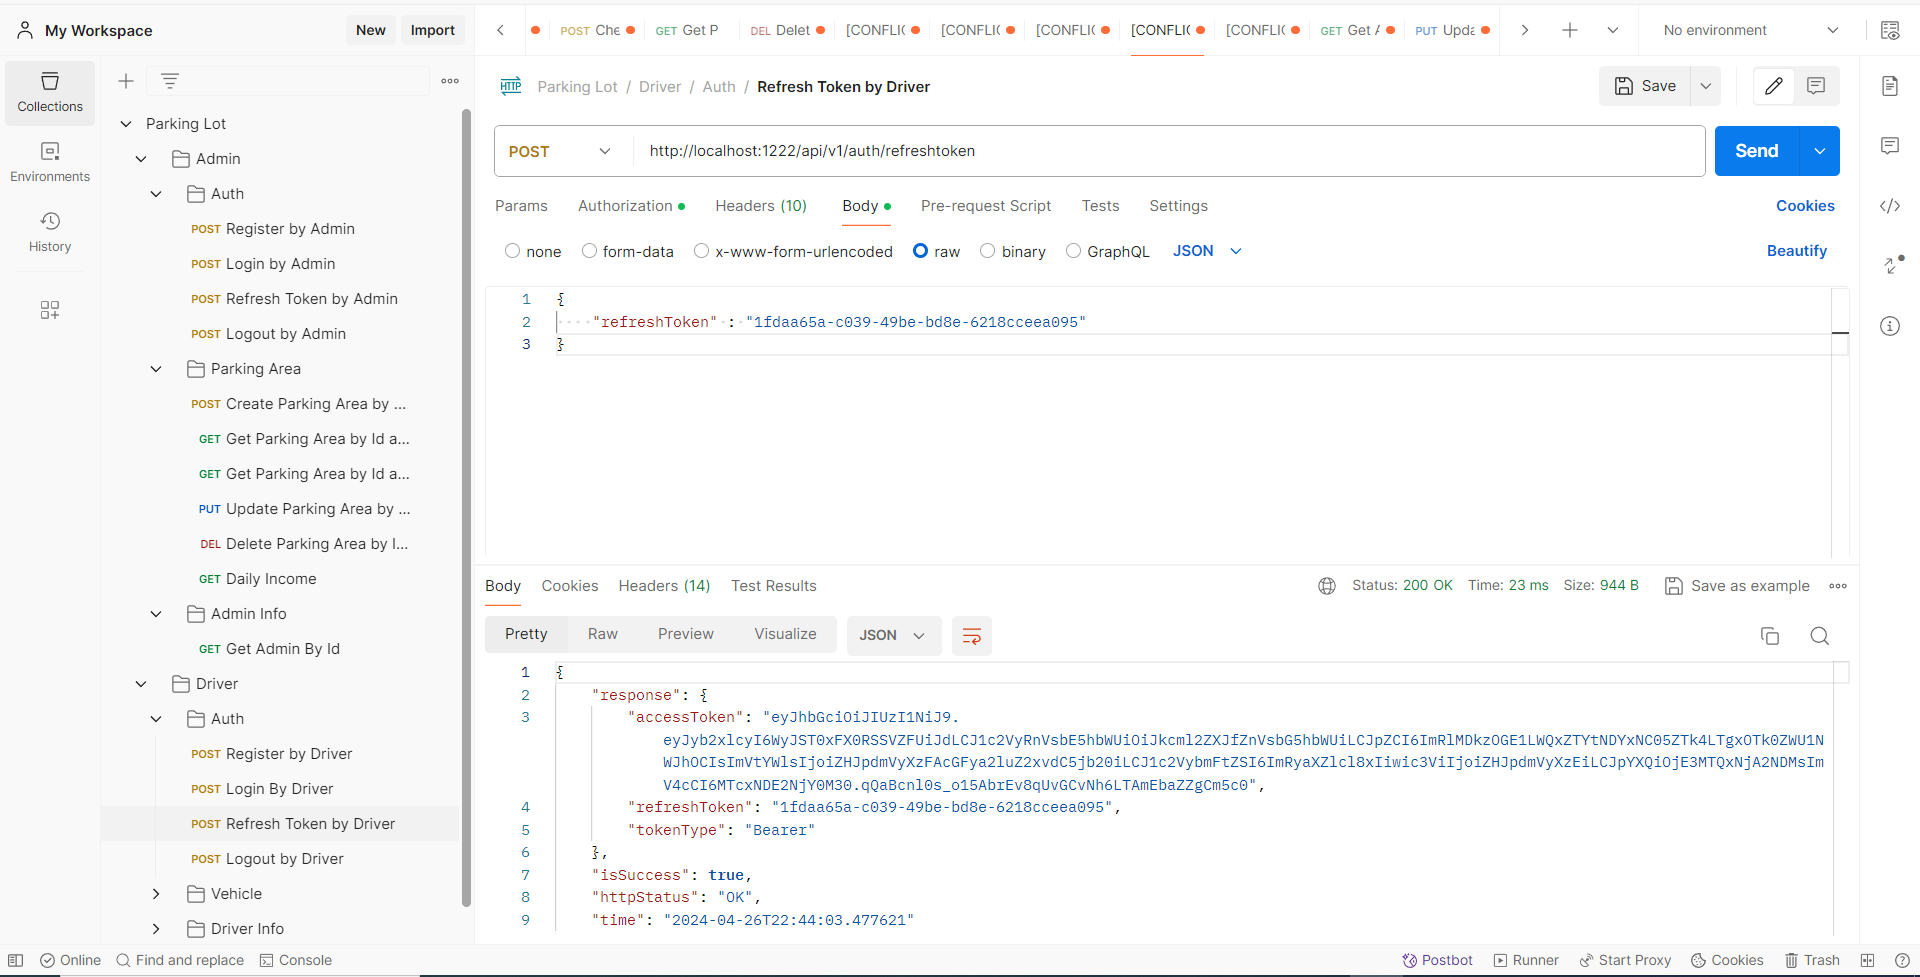 My Workspace
New
Import
POST Che
GET Get P
DEL Delet
[CONFLIC
[CONFLIC
[CONFLIC
[CONFLIC
[CONFLIC
GET Get A
PUT Upda
No environment
Collections
Environments
History
Parking Lot
Admin
Auth
POST Register by Admin
POST Login by Admin
POST Refresh Token by Admin
POST Logout by Admin
Parking Area
POST Create Parking Area by ...
GET Get Parking Area by Id a...
GET Get Parking Area by Id a...
PUT Update Parking Area by ...
DEL Delete Parking Area by I...
GET Daily Income
Admin Info
GET Get Admin By Id
Driver
Auth
POST Register by Driver
POST Login By Driver
POST Refresh Token by Driver
POST Logout by Driver
Vehicle
Driver Info
HTTP Parking Lot / Driver / Auth / Refresh Token by Driver
Save
POST http://localhost:1222/api/v1/auth/refreshtoken
Send
Params Authorization Headers (10) Body Pre-request Script Tests Settings
Cookies
none form-data x-www-form-urlencoded raw binary GraphQL JSON
Beautify
1 {
2 ····"refreshToken"·:·"1fdaa65a-c039-49be-bd8e-6218cceea095"
3 }
Body Cookies Headers (14) Test Results
Status: 200 OK Time: 23 ms Size: 944 B Save as example
Pretty Raw Preview Visualize JSON
1 {
2 "response": {
3 "accessToken": "eyJhbGciOiJIUzI1NiJ9.
eyJyb2xlcyI6WyJST0xFX0RSSVZFUiJdLCJ1c2VyRnVsbE5hbWUiOiJkcml2ZXJfZnVsbG5hbWUiLCJpZCI6ImRlMDkzOGE1LWQxZTYtNDYxNC05ZTk4LTgxOTk0ZWU1N
WJhOCIsImVtYWlsIjoiZHJpdmVyXzFAcGFya2luZ2xvdC5jb20iLCJ1c2VybmFtZSI6ImRyaXZlcl8xIiwic3ViIjoiZHJpdmVyXzEiLCJpYXQiOjE3MTQxNjA2NDMsIm
V4cCI6MTcxNDE2NjY0M30.qQaBcnl0s_o15AbrEv8qUvGCvNh6LTAmEbaZZgCm5c0",
4 "refreshToken": "1fdaa65a-c039-49be-bd8e-6218cceea095",
5 "tokenType": "Bearer"
6 },
7 "isSuccess": true,
8 "httpStatus": "OK",
9 "time": "2024-04-26T22:44:03.477621"
Online Find and replace Console
Postbot Runner Start Proxy Cookies Trash